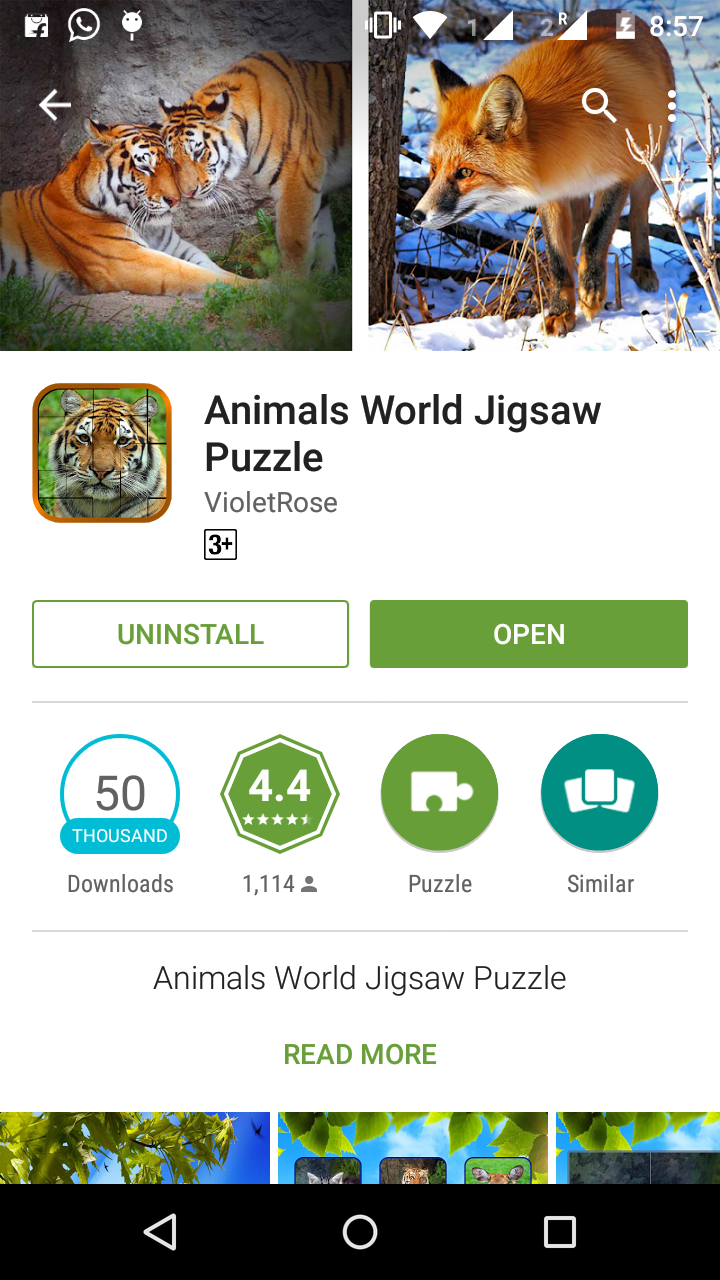 1 2 R 8:57
Animals World Jigsaw
Puzzle
VioletRose
3+
UNINSTALL OPEN
50 4.4
THOUSAND
Downloads 1,114 Puzzle Similar
Animals World Jigsaw Puzzle
READ MORE